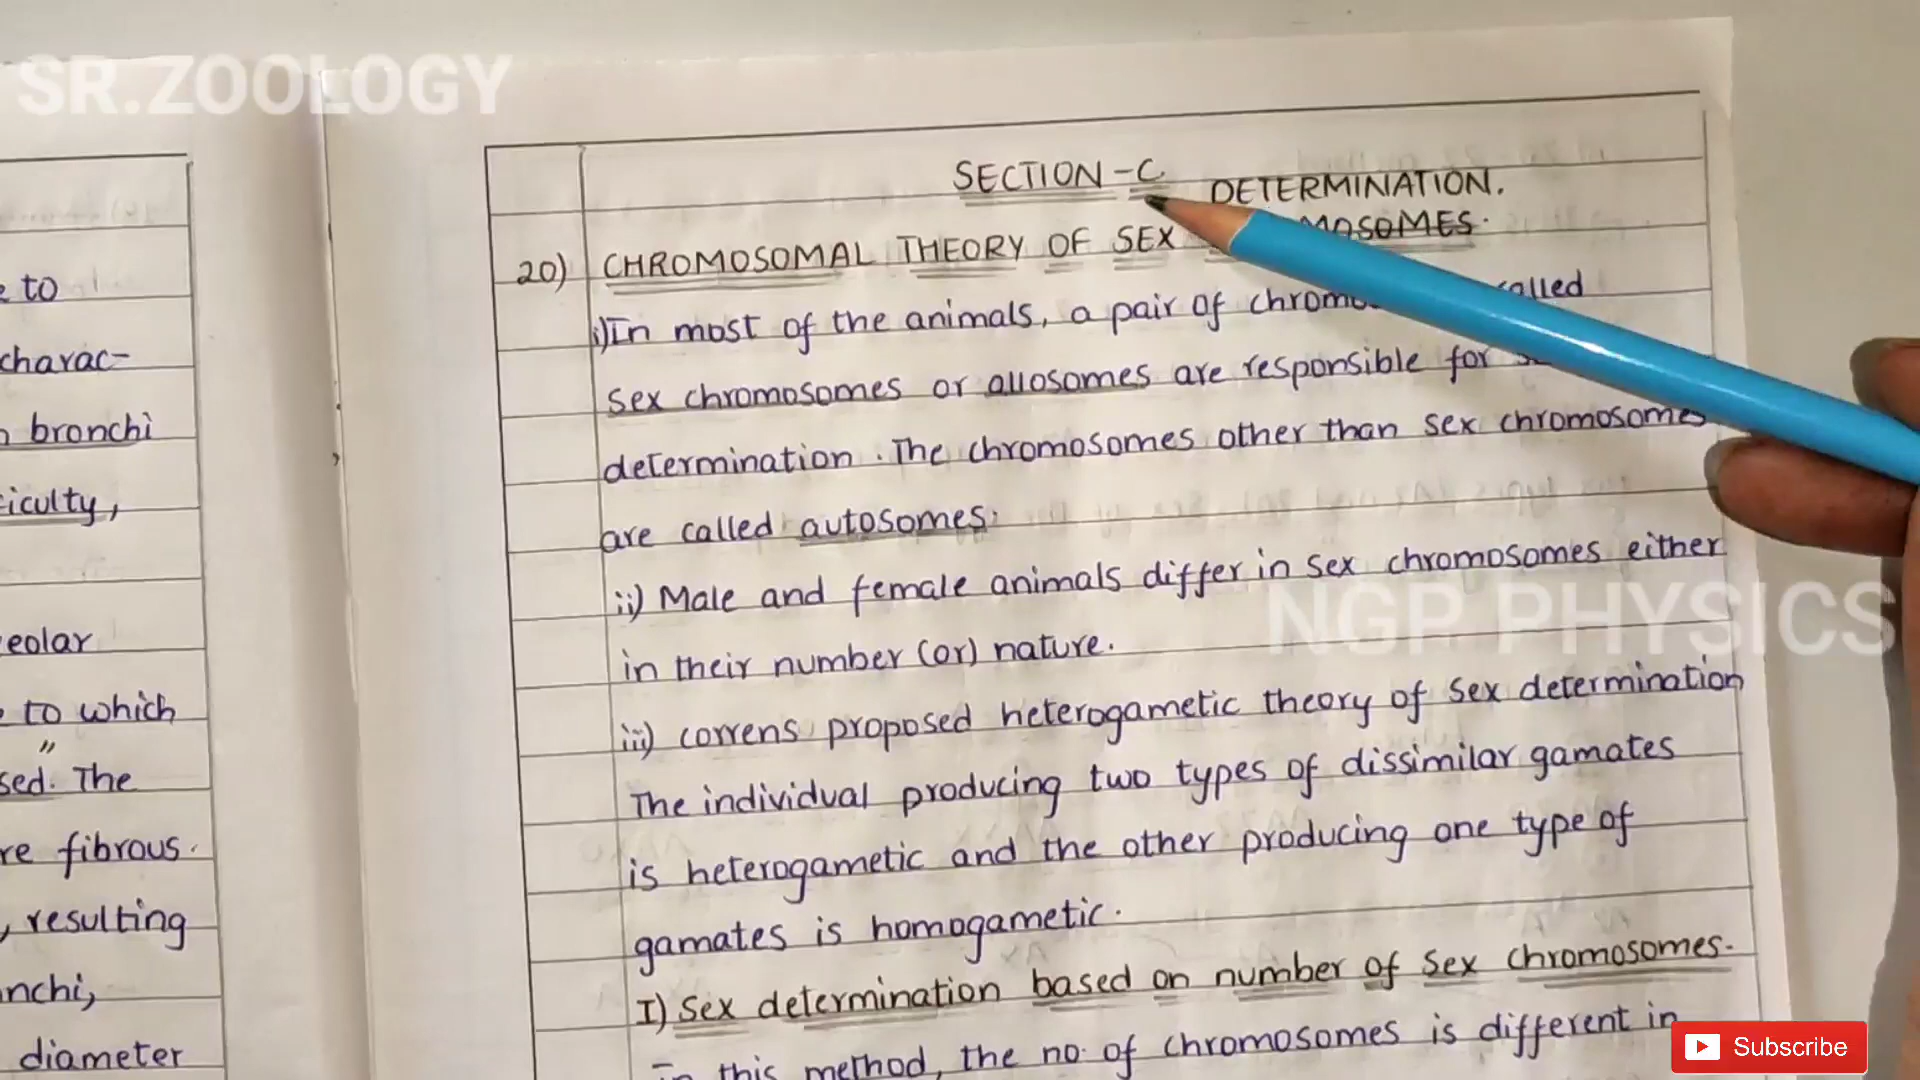 SR.ZOOLOGY
e to
charac-
bronchi
iculty,
eolar
to which
"
sed. The
re fibrous.
, resulting
nchi,
diameter
SECTION-C
DETERMINATION.
20) CHROMOSOMAL THEORY OF SEX MOSOMES.
i) In most of the animals, a pair of chromo called
sex chromosomes or allosomes are responsible for
determination. The chromosomes other than sex chromosomes
are called autosomes.
ii) Male and female animals differ in sex chromosomes either
in their number (or) nature.
iii) correns proposed heterogametic theory of sex determination
The individual producing two types of dissimilar gamates
is heterogametic and the other producing one type of
gamates is homogametic.
I) Sex determination based on number of sex chromosomes.
In this method, the no. of chromosomes is different in
NGP PHYSICS
Subscribe